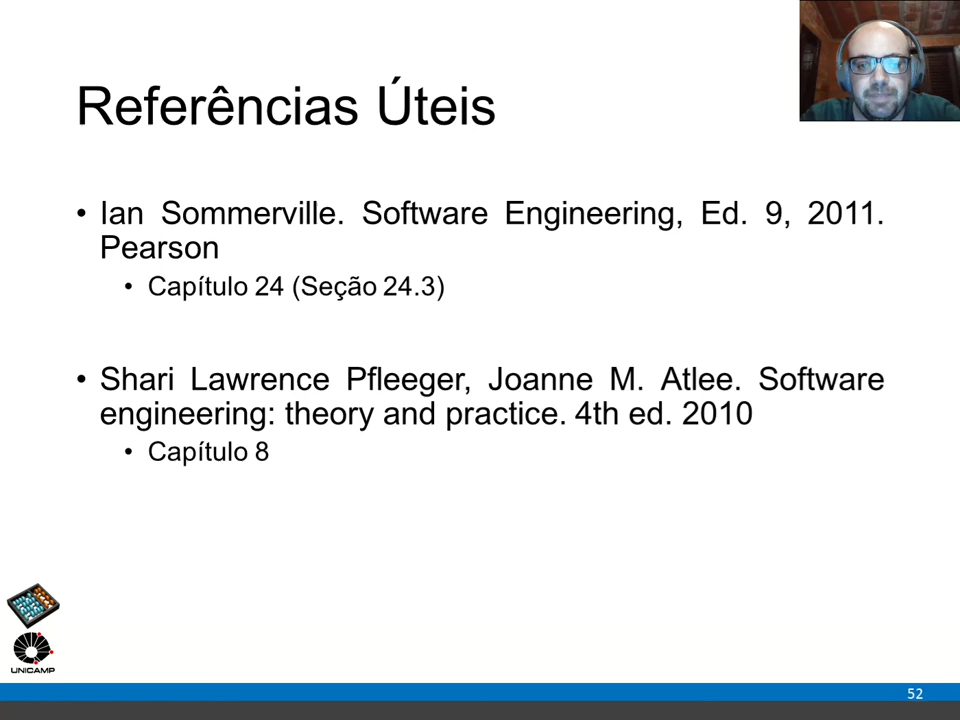 Referências Úteis
• Ian Sommerville. Software Engineering, Ed. 9, 2011.
Pearson
• Capítulo 24 (Seção 24.3)
• Shari Lawrence Pfleeger, Joanne M. Atlee. Software
engineering: theory and practice. 4th ed. 2010
• Capítulo 8
UNICAMP
52